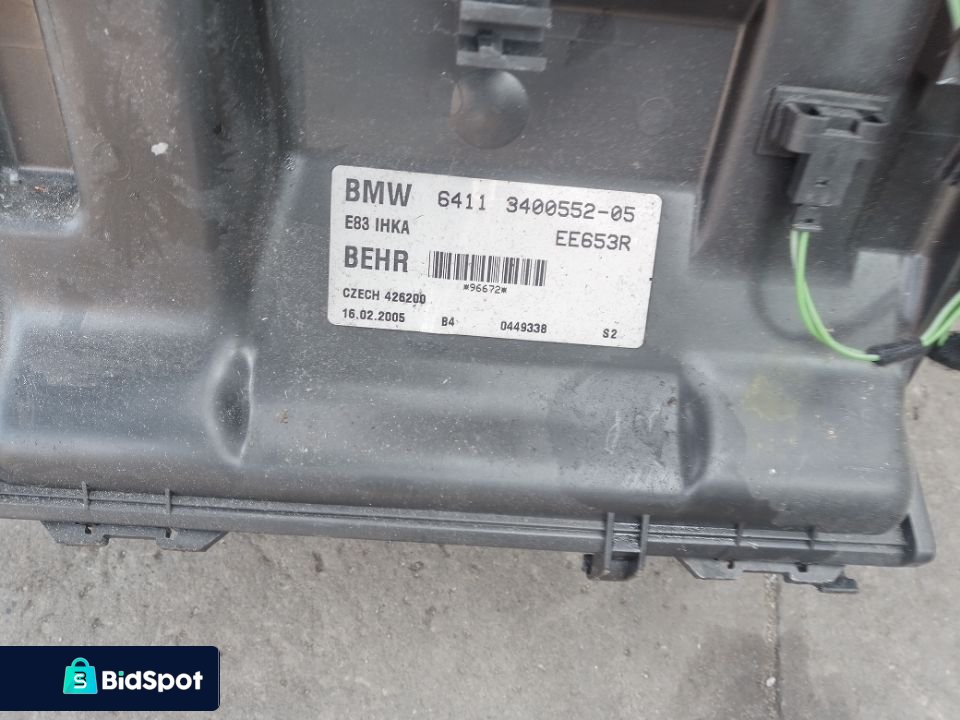 BMW 6411 3400552-05
E83 IHKA EE653R
BEHR
*96672*
CZECH 426200
16.02.2005 B4 0449338 S2
BidSpot